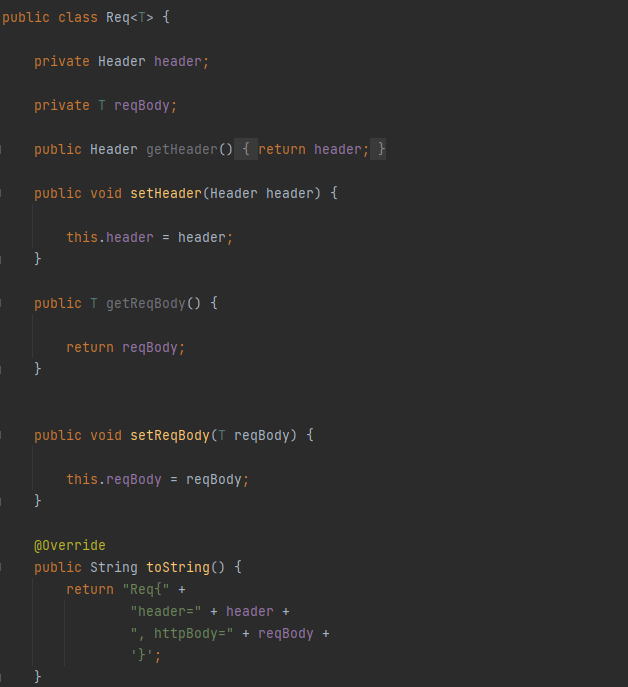 public class Req<T> {
private Header header;
private T reqBody;
public Header getHeader() { return header; }
public void setHeader(Header header) {
this.header = header;
}
public T getReqBody() {
return reqBody;
}
public void setReqBody(T reqBody) {
this.reqBody = reqBody;
}
@Override
public String toString() {
return "Req{" +
"header=" + header +
", httpBody=" + reqBody +
'}';
}